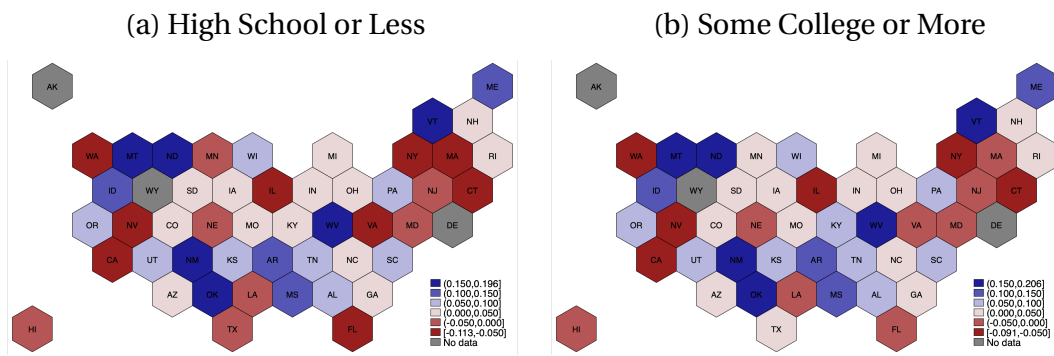 (a) High School or Less
(b) Some College or More
AK
ME
VT
NH
WA
MT
ND
MN
WI
MI
NY
MA
RI
ID
WY
SD
IA
IL
IN
OH
PA
NJ
CT
OR
NV
CO
NE
MO
KY
WV
VA
MD
DE
CA
UT
NM
KS
AR
TN
NC
SC
AZ
OK
LA
MS
AL
GA
HI
TX
FL
(0.150,0.196]
(0.100,0.150]
(0.050,0.100]
(0.000,0.050]
(-0.050,0.000]
[-0.113,-0.050]
No data
AK
ME
VT
NH
WA
MT
ND
MN
WI
MI
NY
MA
RI
ID
WY
SD
IA
IL
IN
OH
PA
NJ
CT
OR
NV
CO
NE
MO
KY
WV
VA
MD
DE
CA
UT
NM
KS
AR
TN
NC
SC
AZ
OK
LA
MS
AL
GA
HI
TX
FL
(0.150,0.206]
(0.100,0.150]
(0.050,0.100]
(0.000,0.050]
(-0.050,0.000]
[-0.091,-0.050]
No data